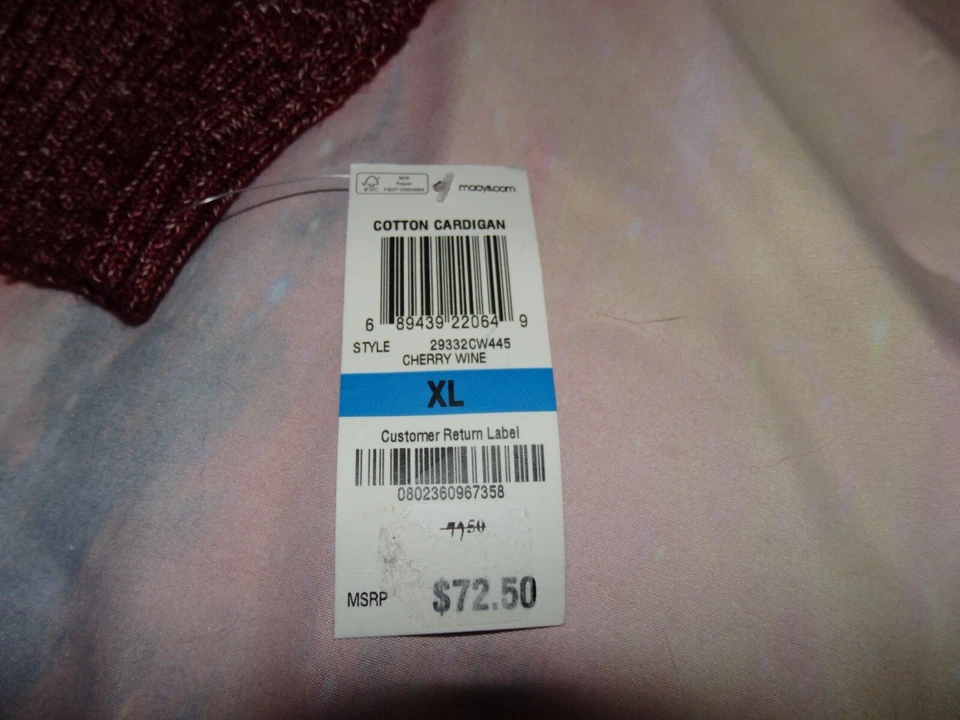 MIX
macys.com
COTTON CARDIGAN
6 89439 22064 9
STYLE 29332CW445
CHERRY WINE
XL
Customer Return Label
0802360967358
MSRP $72.50